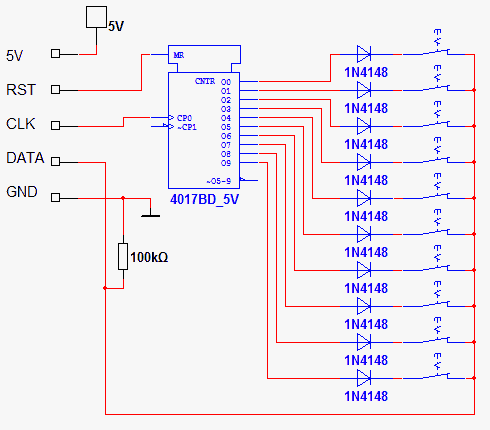 5V
5V
RST
CLK
DATA
GND
MR
CNTR
O0
O1
O2
O3
O4
O5
O6
O7
O8
O9
CP0
~CP1
~O5-9
4017BD_5V
100kΩ
1N4148
1N4148
1N4148
1N4148
1N4148
1N4148
1N4148
1N4148
1N4148
1N4148